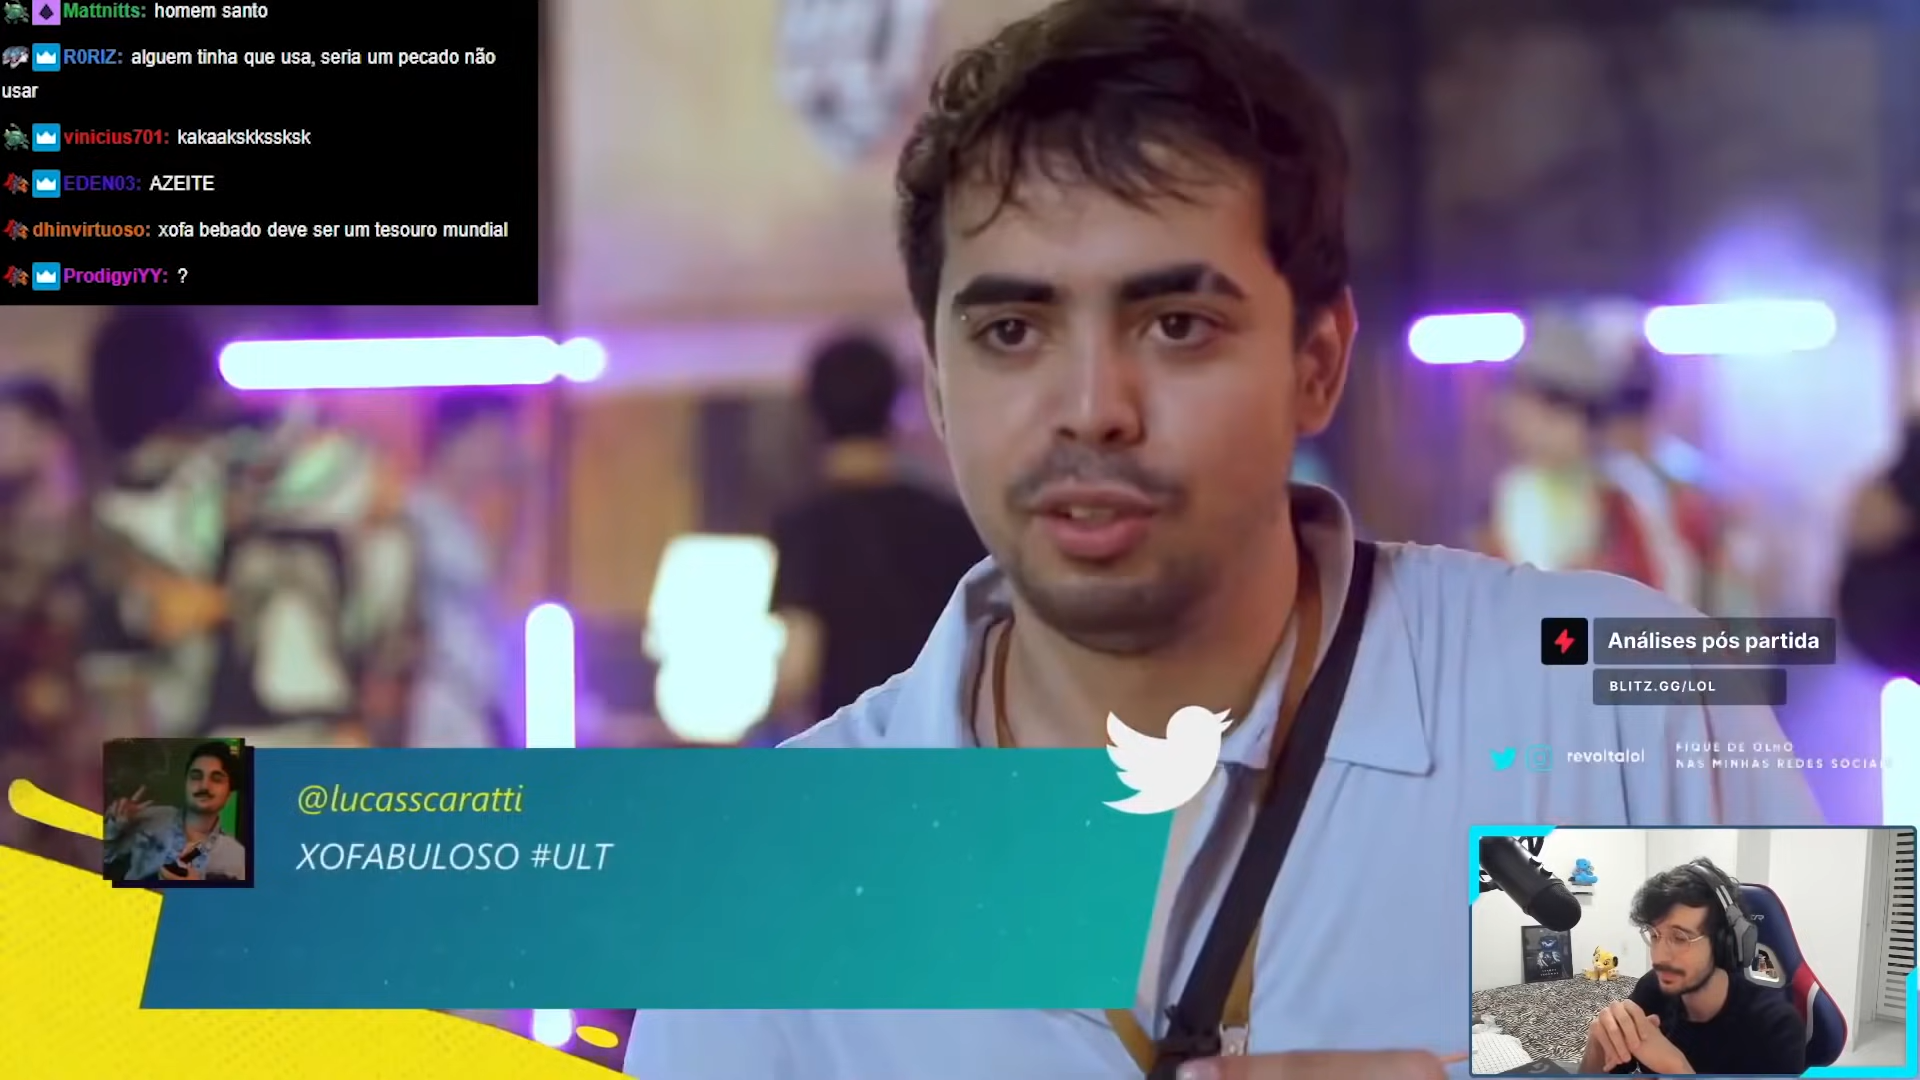 Mattnitts: homem santo
R0RIZ: alguem tinha que usa, seria um pecado não
usar
vinicius701: kakaakskkssksk
EDEN03: AZEITE
dhinvirtuoso: xofa bebado deve ser um tesouro mundial
ProdigyiYY: ?
Análises pós partida
BLITZ.GG/LOL
revoltalol
FIQUE DE OLHO
NAS MINHAS REDES SOCIAIS
@lucasscaratti
XOFABULOSO #ULT